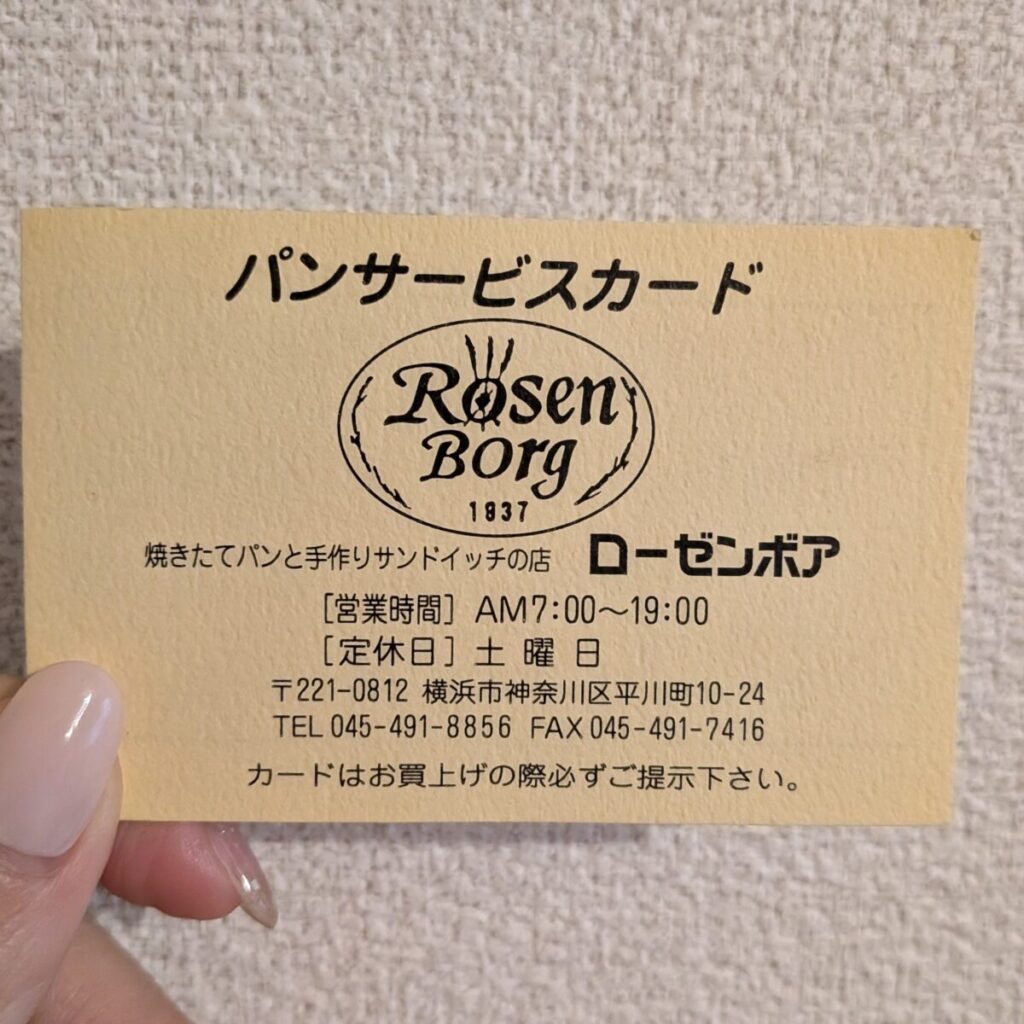 パンサービスカード
Rosen
Borg
1937
焼きたてパンと手作りサンドイッチの店 ローゼンボア
［営業時間］ AM7:00〜19:00
［定休日］ 土 曜 日
〒221-0812 横浜市神奈川区平川町10-24
TEL 045-491-8856 FAX 045-491-7416
カードはお買上げの際必ずご提示下さい。